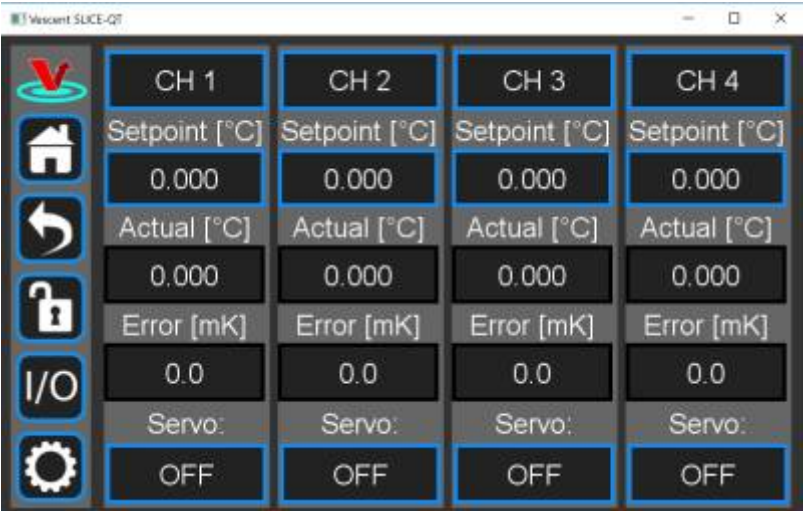 Vescent SLICE-QT
CH 1 CH 2 CH 3 CH 4
Setpoint [°C] Setpoint [°C] Setpoint [°C] Setpoint [°C]
0.000 0.000 0.000 0.000
Actual [°C] Actual [°C] Actual [°C] Actual [°C]
0.000 0.000 0.000 0.000
Error [mK] Error [mK] Error [mK] Error [mK]
I/O 0.0 0.0 0.0 0.0
Servo: Servo: Servo: Servo:
OFF OFF OFF OFF